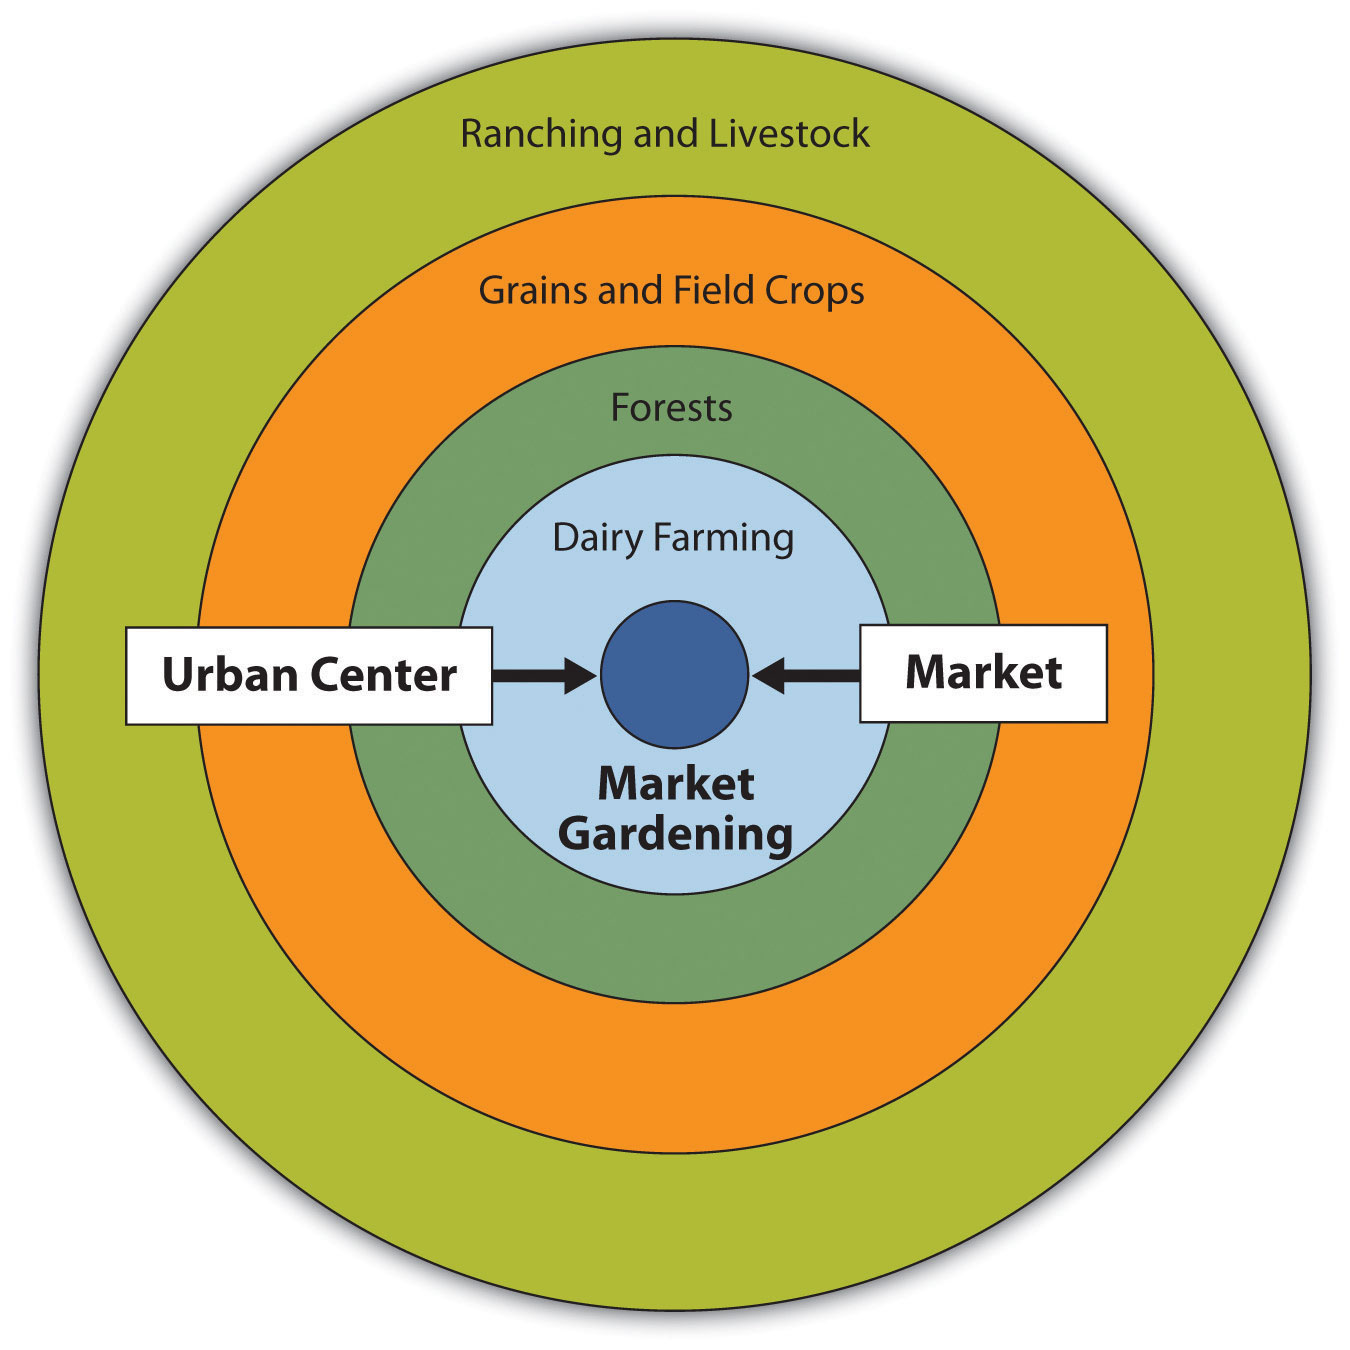 Ranching and Livestock
Grains and Field Crops
Forests
Dairy Farming
Urban Center
Market
Market
Gardening